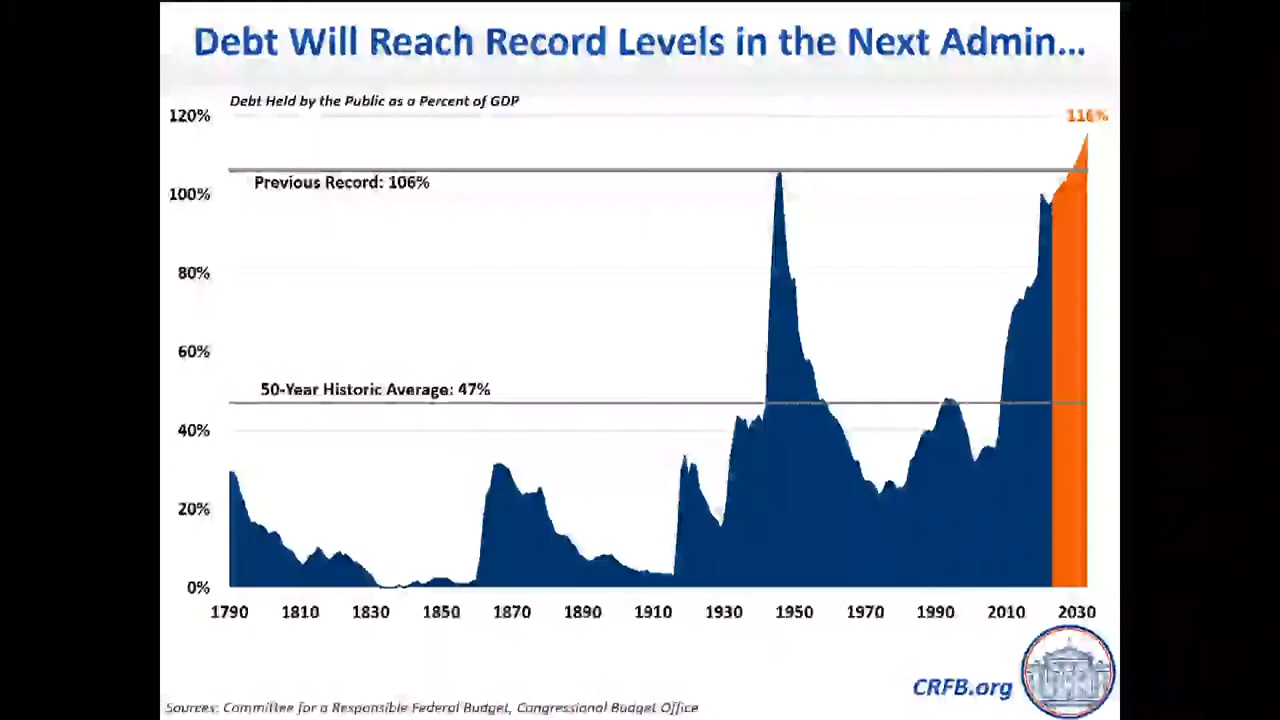 Debt Will Reach Record Levels in the Next Admin...
Debt Held by the Public as a Percent of GDP
120%
116%
Previous Record: 106%
100%
80%
60%
50-Year Historic Average: 47%
40%
20%
0%
1790 1810 1830 1850 1870 1890 1910 1930 1950 1970 1990 2010 2030
CRFB.org
Sources: Committee for a Responsible Federal Budget, Congressional Budget Office